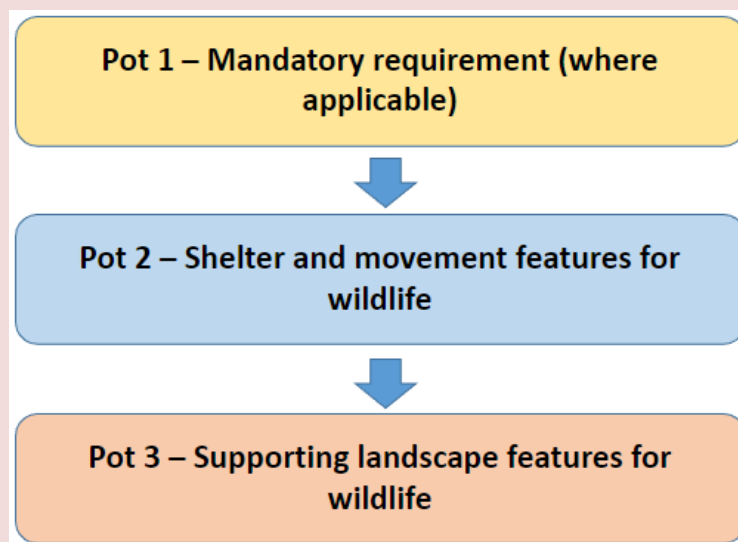 Pot 1 – Mandatory requirement (where
applicable)
Pot 2 – Shelter and movement features for
wildlife
Pot 3 – Supporting landscape features for
wildlife